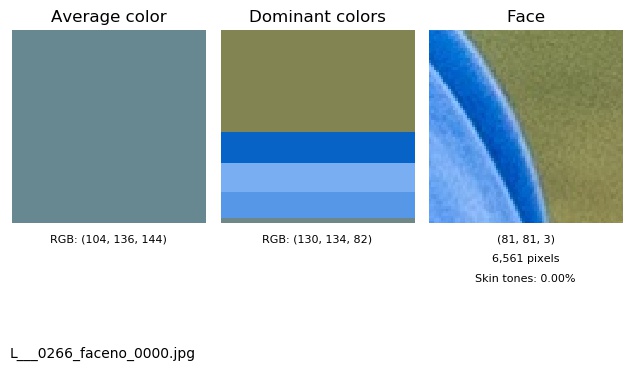 Average color
Dominant colors
Face
RGB: (104, 136, 144)
RGB: (130, 134, 82)
(81, 81, 3)
6,561 pixels
Skin tones: 0.00%
L___0266_faceno_0000.jpg